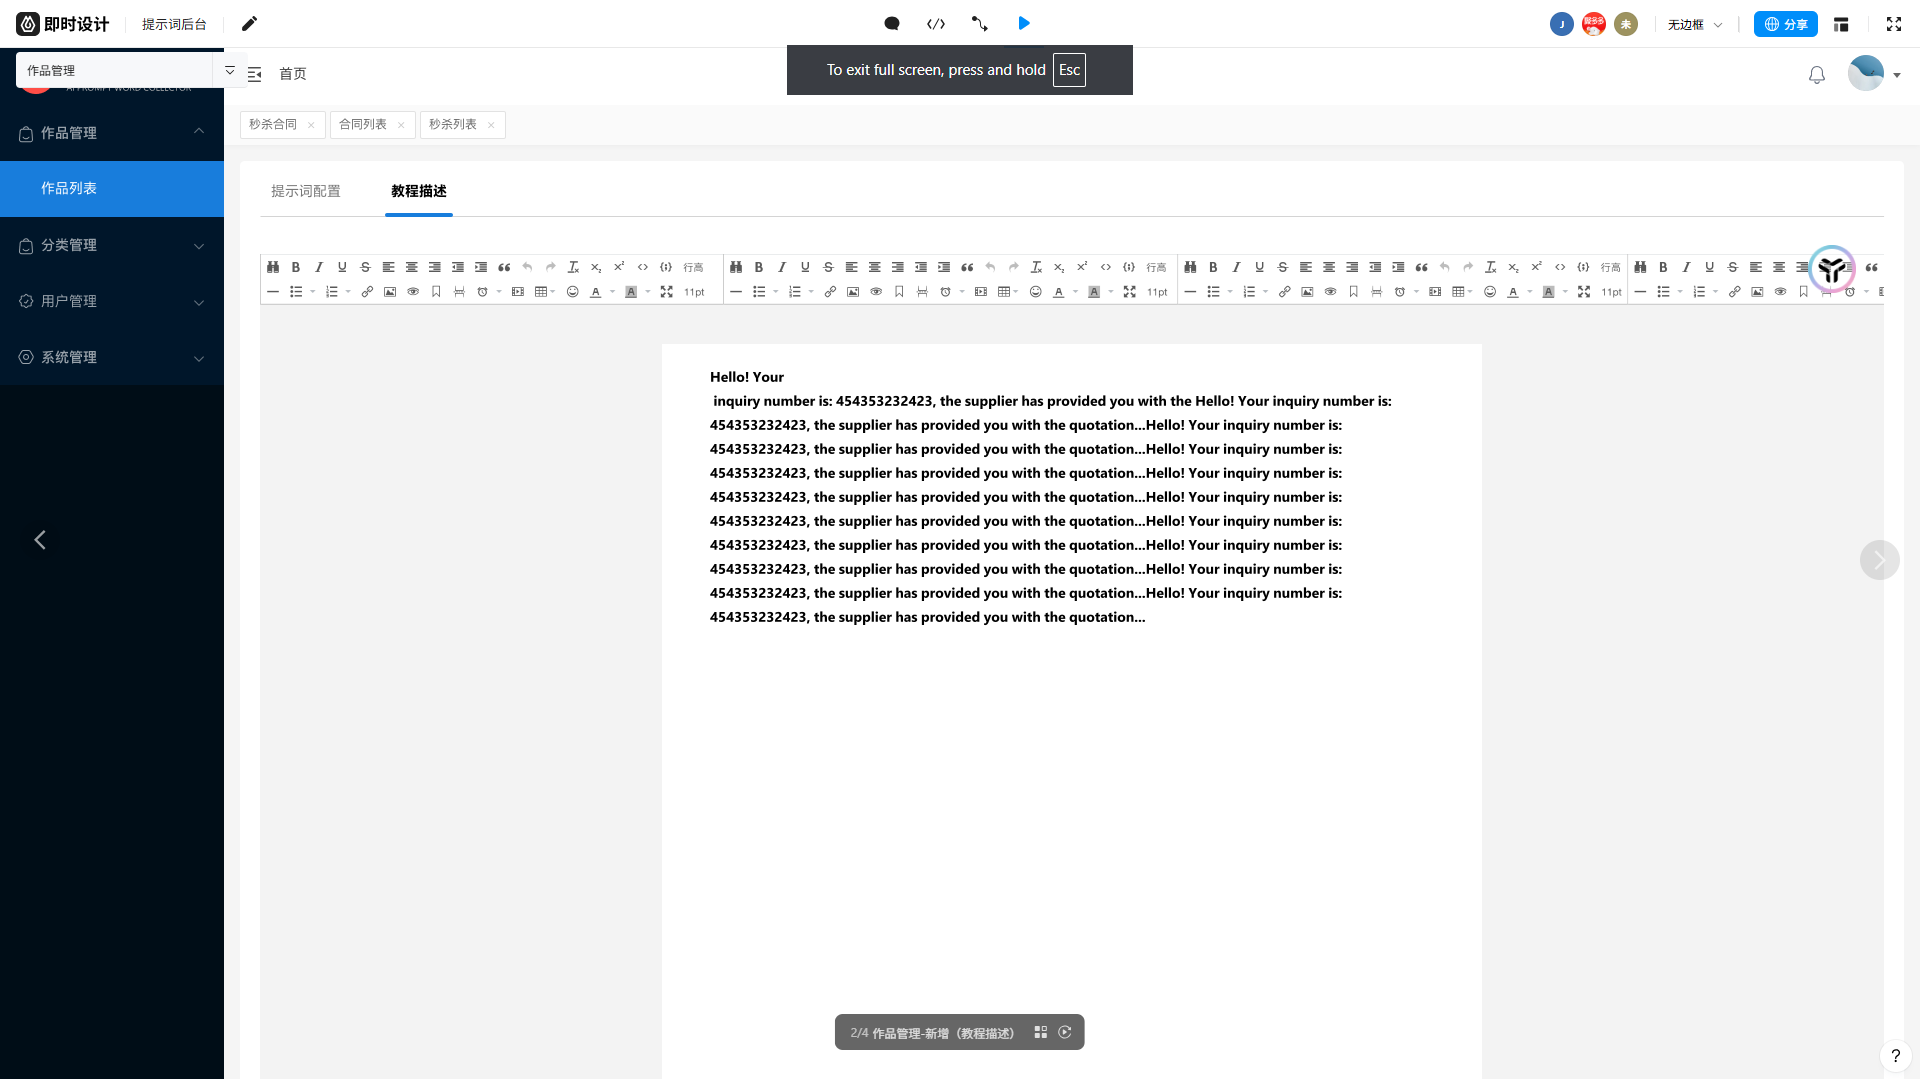 即时设计
提示词后台
J
未
无边框
分享
To exit full screen, press and hold Esc
作品管理
AI PROMPT WORD COLLECTOR
首页
作品管理
作品列表
分类管理
用户管理
系统管理
秒杀合同 ×
合同列表 ×
秒杀列表 ×
提示词配置
教程描述
行高 行高 行高
11pt 11pt 11pt
Hello! Your
inquiry number is: 454353232423, the supplier has provided you with the Hello! Your inquiry number is:
454353232423, the supplier has provided you with the quotation...Hello! Your inquiry number is:
454353232423, the supplier has provided you with the quotation...Hello! Your inquiry number is:
454353232423, the supplier has provided you with the quotation...Hello! Your inquiry number is:
454353232423, the supplier has provided you with the quotation...Hello! Your inquiry number is:
454353232423, the supplier has provided you with the quotation...Hello! Your inquiry number is:
454353232423, the supplier has provided you with the quotation...Hello! Your inquiry number is:
454353232423, the supplier has provided you with the quotation...Hello! Your inquiry number is:
454353232423, the supplier has provided you with the quotation...Hello! Your inquiry number is:
454353232423, the supplier has provided you with the quotation...
2/4 作品管理-新增（教程描述）
?